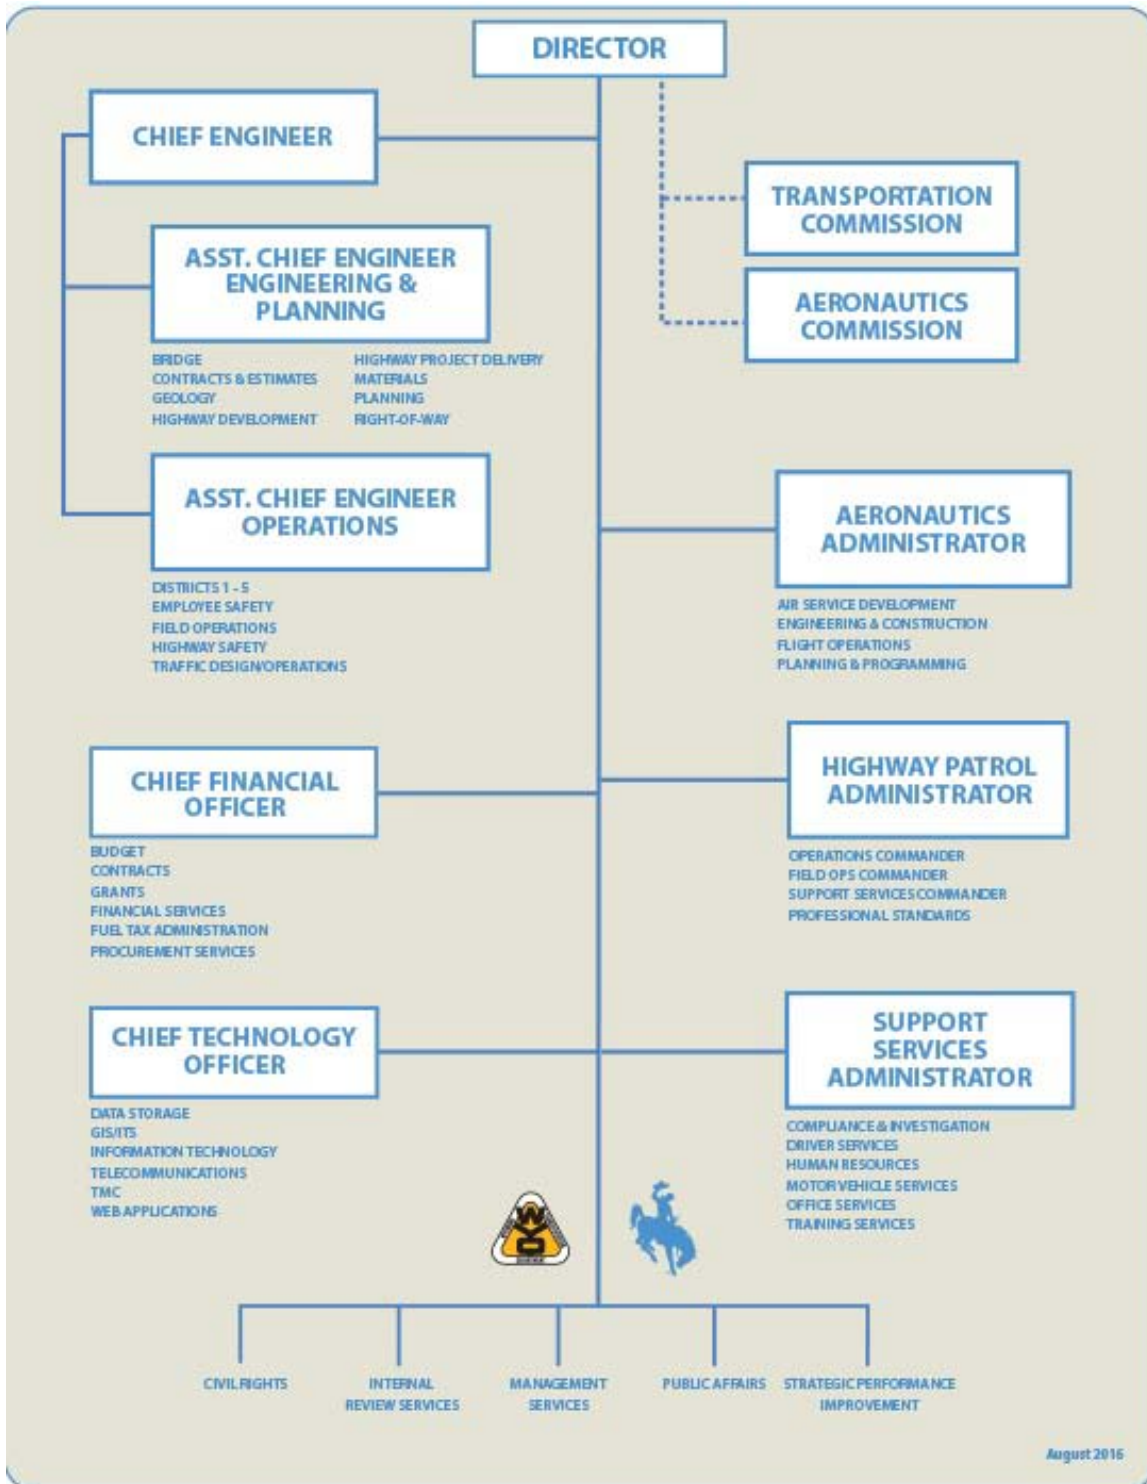 DIRECTOR
CHIEF ENGINEER
TRANSPORTATION
COMMISSION
ASST. CHIEF ENGINEER
ENGINEERING &
PLANNING
AERONAUTICS
COMMISSION
BRIDGE
CONTRACTS & ESTIMATES
GEOLOGY
HIGHWAY DEVELOPMENT
HIGHWAY PROJECT DELIVERY
MATERIALS
PLANNING
RIGHT-OF-WAY
ASST. CHIEF ENGINEER
OPERATIONS
DISTRICTS 1 - 5
EMPLOYEE SAFETY
FIELD OPERATIONS
HIGHWAY SAFETY
TRAFFIC DESIGN/OPERATIONS
AERONAUTICS
ADMINISTRATOR
AIR SERVICE DEVELOPMENT
ENGINEERING & CONSTRUCTION
FLIGHT OPERATIONS
PLANNING & PROGRAMMING
CHIEF FINANCIAL
OFFICER
BUDGET
CONTRACTS
GRANTS
FINANCIAL SERVICES
FUEL TAX ADMINISTRATION
PROCUREMENT SERVICES
HIGHWAY PATROL
ADMINISTRATOR
OPERATIONS COMMANDER
FIELD OPS COMMANDER
SUPPORT SERVICES COMMANDER
PROFESSIONAL STANDARDS
CHIEF TECHNOLOGY
OFFICER
DATA STORAGE
GIS/ITS
INFORMATION TECHNOLOGY
TELECOMMUNICATIONS
TMC
WEB APPLICATIONS
SUPPORT
SERVICES
ADMINISTRATOR
COMPLIANCE & INVESTIGATION
DRIVER SERVICES
HUMAN RESOURCES
MOTOR VEHICLE SERVICES
OFFICE SERVICES
TRAINING SERVICES
WYO
CIVIL RIGHTS
INTERNAL
REVIEW SERVICES
MANAGEMENT
SERVICES
PUBLIC AFFAIRS
STRATEGIC PERFORMANCE
IMPROVEMENT
August 2016